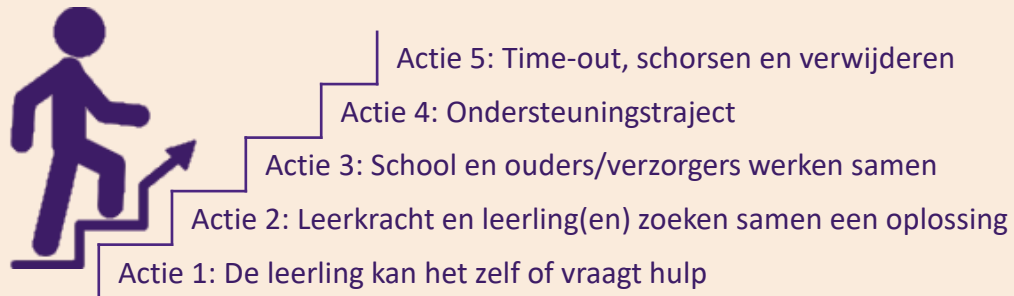 Actie 5: Time-out, schorsen en verwijderen
Actie 4: Ondersteuningstraject
Actie 3: School en ouders/verzorgers werken samen
Actie 2: Leerkracht en leerling(en) zoeken samen een oplossing
Actie 1: De leerling kan het zelf of vraagt hulp